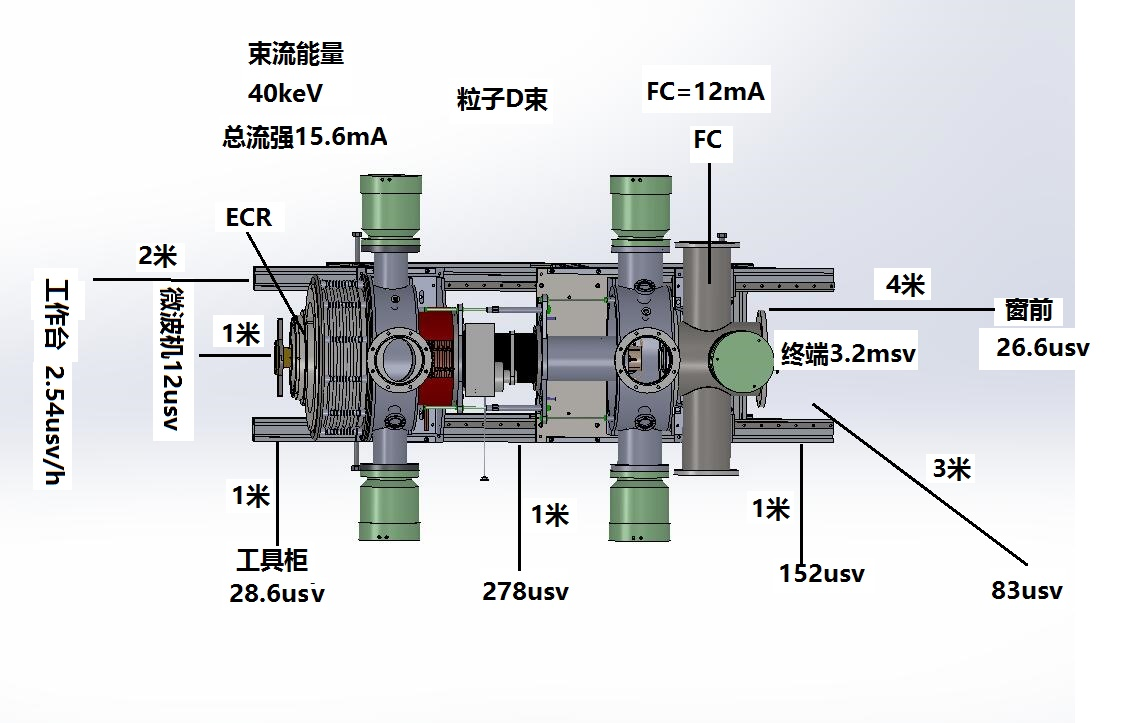 束流能量
40keV
总流强15.6mA
粒子D束
FC=12mA
FC
ECR
2米
工作台 2.54usv/h
微波机12usv
1米
4米
窗前
26.6usv
终端3.2msv
1米
工具柜
28.6usv
1米
278usv
1米
152usv
3米
83usv